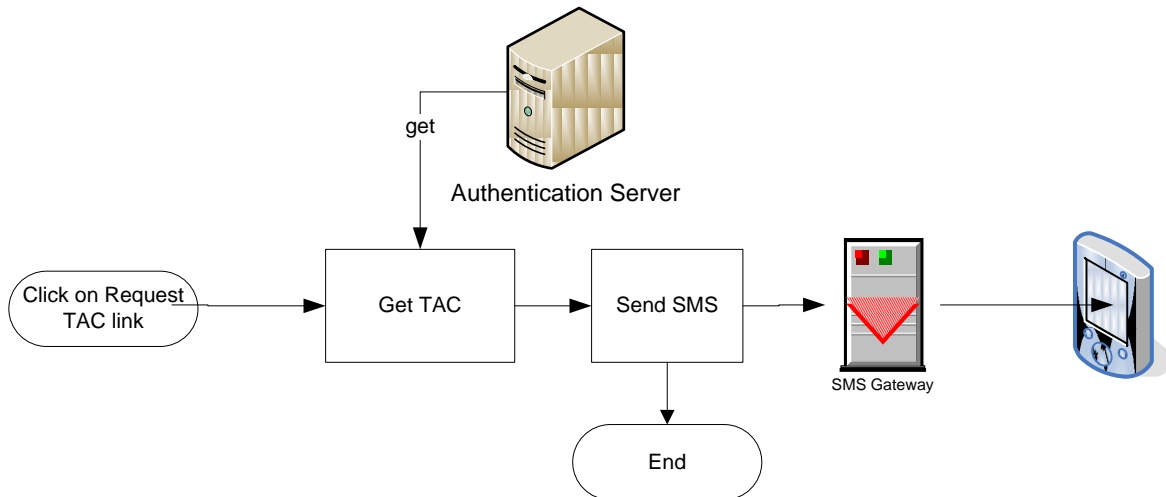 get
Authentication Server
Click on Request
TAC link
Get TAC
Send SMS
SMS Gateway
End